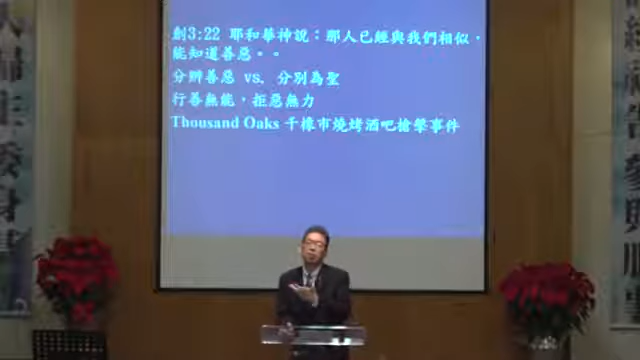 創3:22 耶和華神說：那人已經與我們相似，
能知道善惡。。
分辨善惡 vs. 分別為聖
行善無能，拒惡無力
Thousand Oaks 千橡市燒烤酒吧槍擊事件